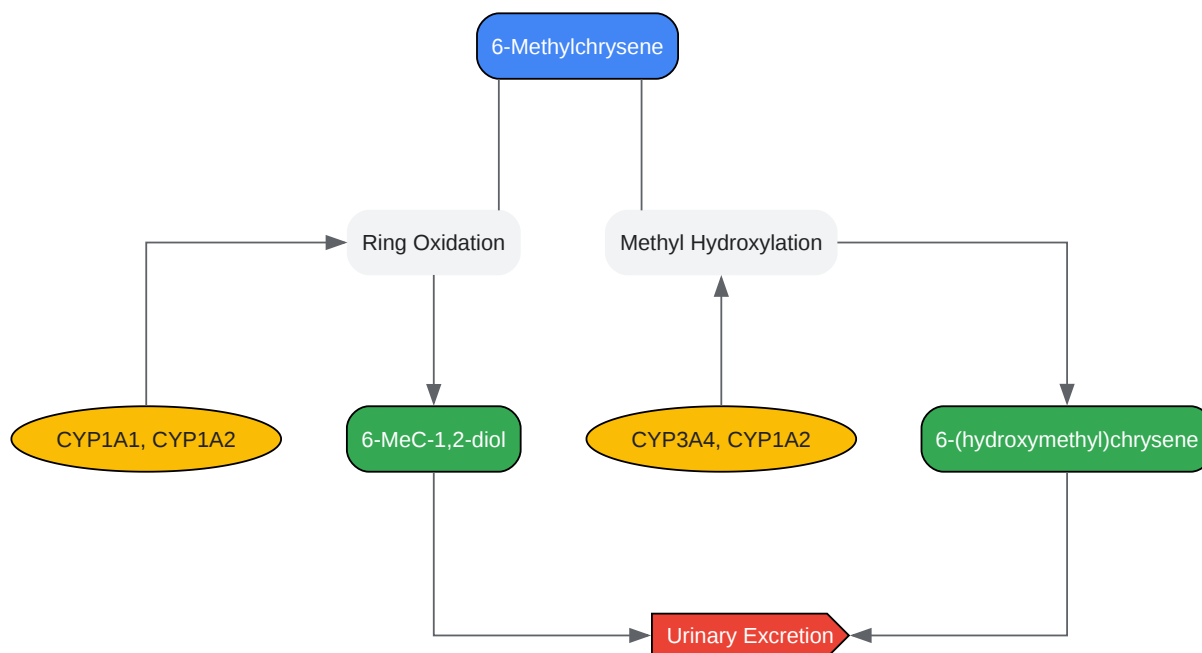 6-Methylchrysene
Ring Oxidation
Methyl Hydroxylation
CYP1A1, CYP1A2
6-MeC-1,2-diol
CYP3A4, CYP1A2
6-(hydroxymethyl)chrysene
Urinary Excretion